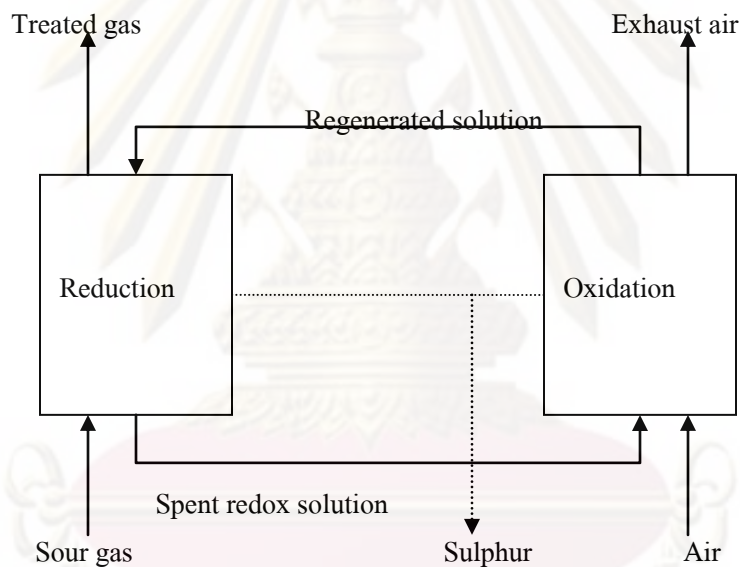 Treated gas
Exhaust air
Regenerated solution
Reduction
Oxidation
Spent redox solution
Sour gas
Sulphur
Air